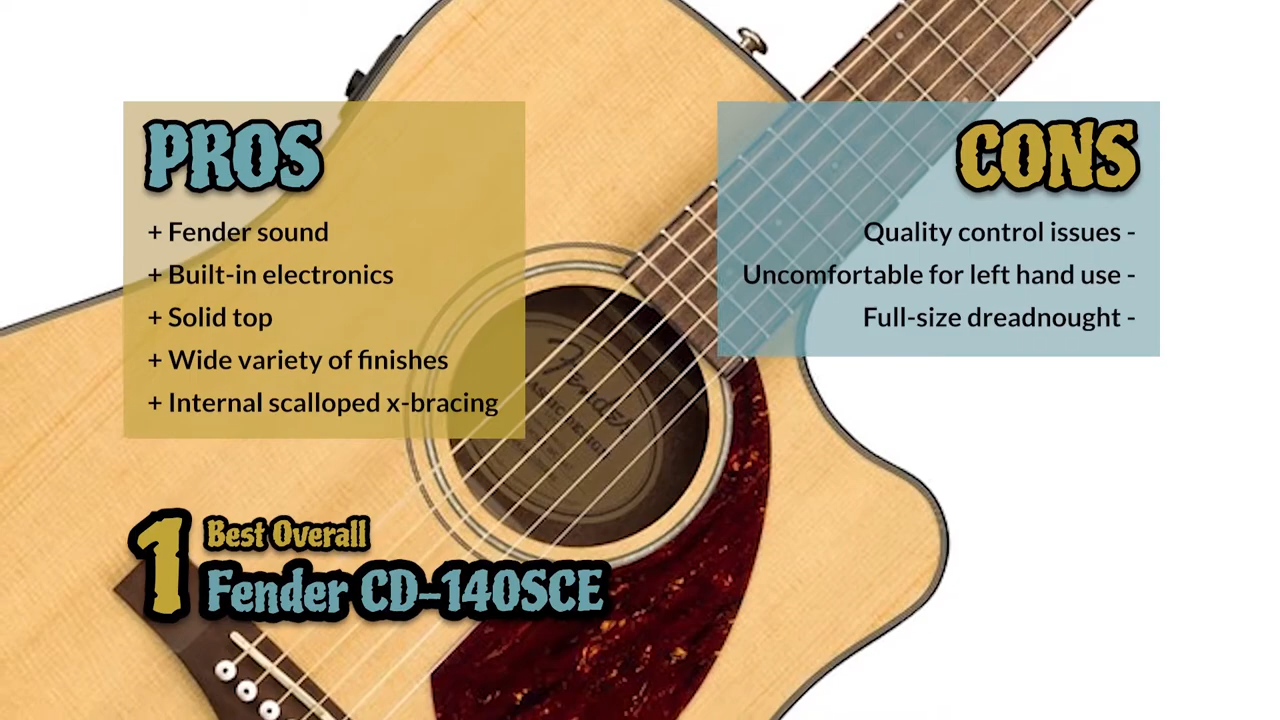 PROS
+ Fender sound
+ Built-in electronics
+ Solid top
+ Wide variety of finishes
+ Internal scalloped x-bracing
CONS
Quality control issues -
Uncomfortable for left hand use -
Full-size dreadnought -
Fender
1
Best Overall
Fender CD-140SCE